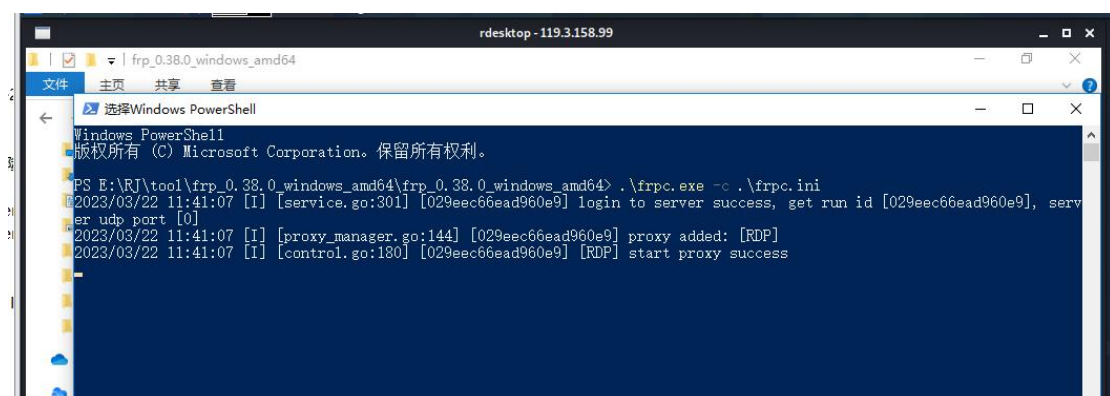 rdesktop - 119.3.158.99
frp_0.38.0_windows_amd64
文件 主页 共享 查看
选择Windows PowerShell
Windows PowerShell
版权所有 (C) Microsoft Corporation。保留所有权利。
PS E:\RJ\tool\frp_0.38.0_windows_amd64\frp_0.38.0_windows_amd64> .\frpc.exe -c .\frpc.ini
2023/03/22 11:41:07 [I] [service.go:301] [029eec66ead960e9] login to server success, get run id [029eec66ead960e9], serv
er udp port [0]
2023/03/22 11:41:07 [I] [proxy_manager.go:144] [029eec66ead960e9] proxy added: [RDP]
2023/03/22 11:41:07 [I] [control.go:180] [029eec66ead960e9] [RDP] start proxy success